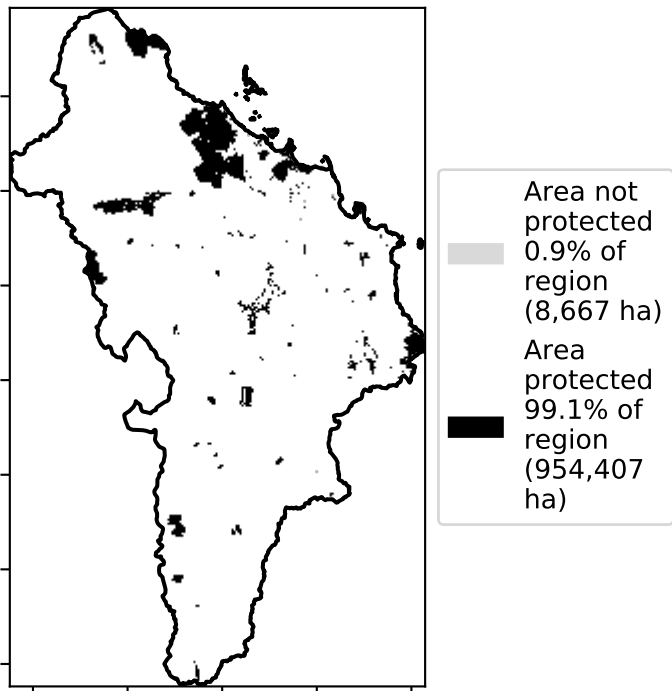 Area not
protected
0.9% of
region
(8,667 ha)
Area
protected
99.1% of
region
(954,407
ha)